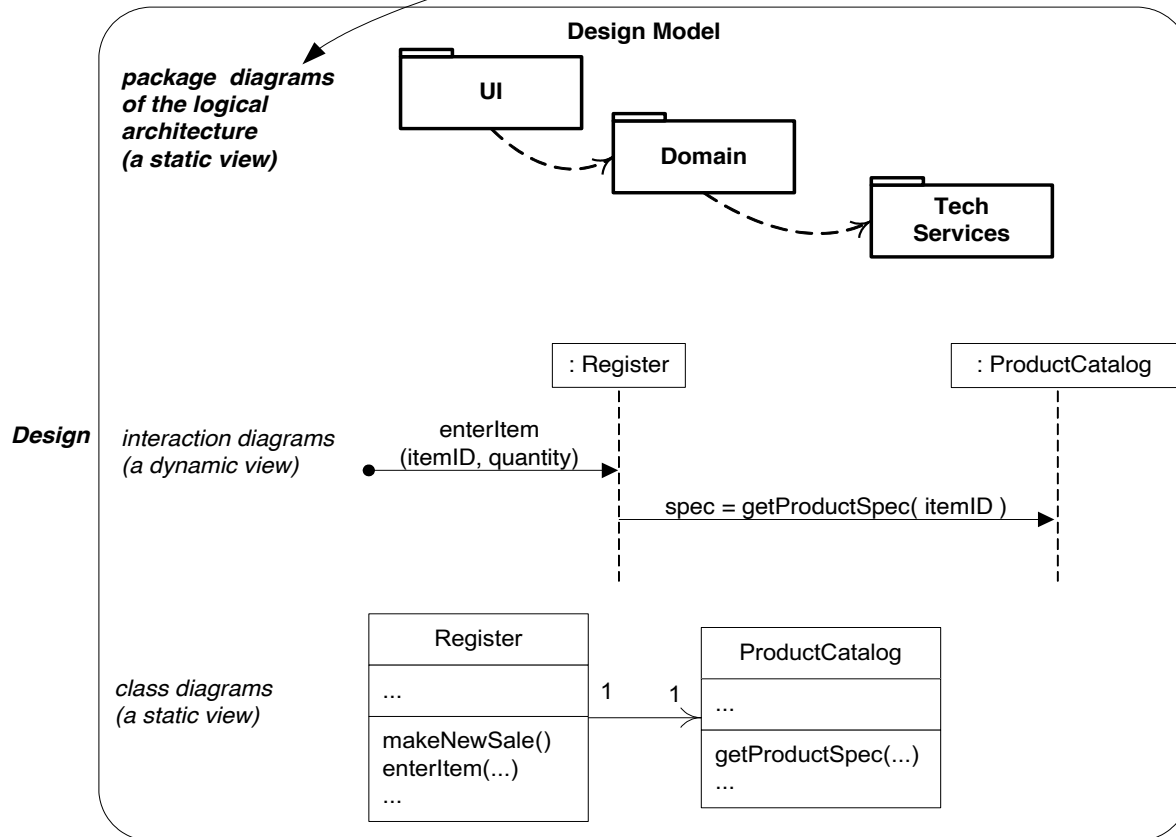 Design Model
package diagrams
of the logical
architecture
(a static view)
UI
Domain
Tech
Services
: Register
: ProductCatalog
Design
interaction diagrams
(a dynamic view)
enterItem
(itemID, quantity)
spec = getProductSpec( itemID )
class diagrams
(a static view)
Register
...
makeNewSale()
enterItem(...)
...
1
1
ProductCatalog
...
getProductSpec(...)
...